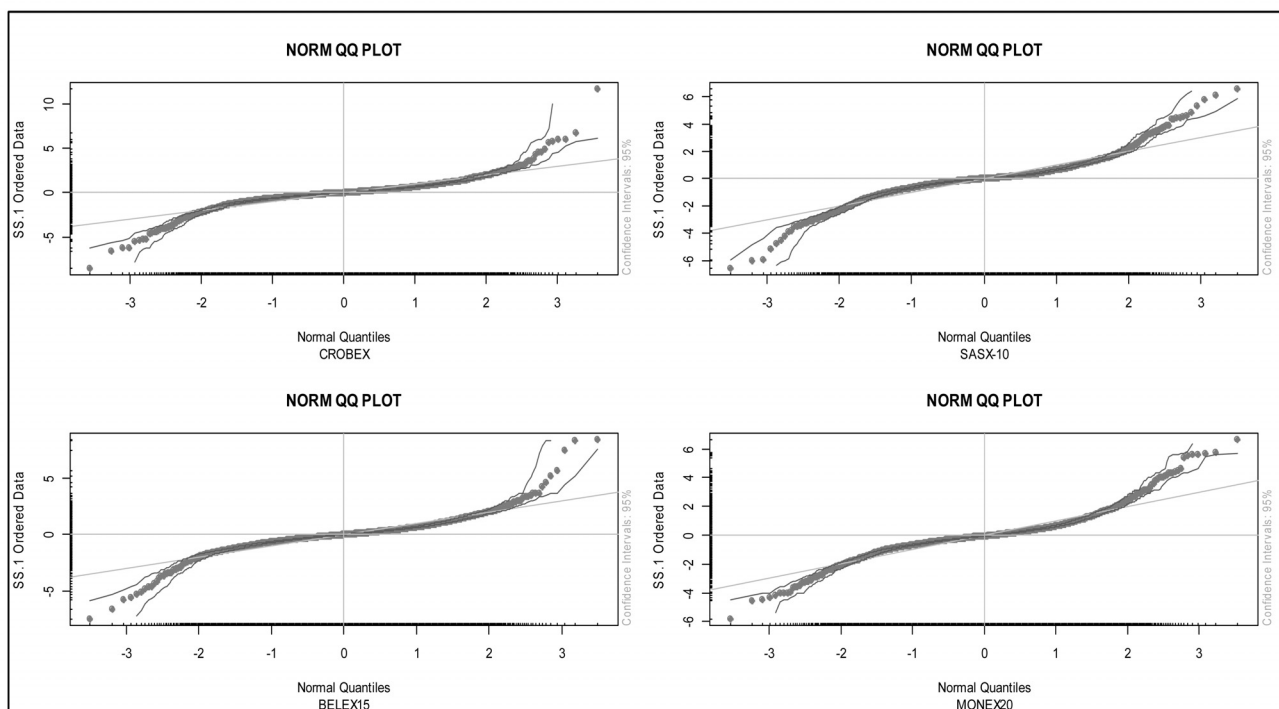 NORM QQ PLOT
SS.1 Ordered Data
10
5
0
-5
-3
-2
-1
0
1
2
3
Normal Quantiles
CROBEX
Confidence Intervals: 95%
NORM QQ PLOT
SS.1 Ordered Data
6
4
2
0
-2
-4
-6
-3
-2
-1
0
1
2
3
Normal Quantiles
SASX-10
Confidence Intervals: 95%
NORM QQ PLOT
SS.1 Ordered Data
5
0
-5
-3
-2
-1
0
1
2
3
Normal Quantiles
BELEX15
Confidence Intervals: 95%
NORM QQ PLOT
SS.1 Ordered Data
6
4
2
0
-2
-4
-6
-3
-2
-1
0
1
2
3
Normal Quantiles
MONEX20
Confidence Intervals: 95%